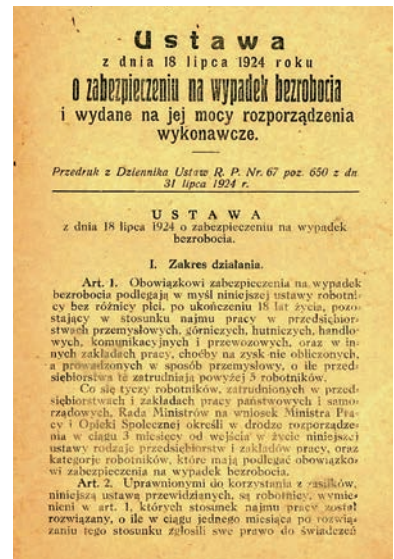 Ustawa
z dnia 18 lipca 1924 roku
o zabezpieczeniu na wypadek bezrobocia
i wydane na jej mocy rozporządzenia
wykonawcze.
Przedruk z Dziennika Ustaw R. P. Nr. 67 poz. 650 z dn
31 lipca 1924 r.
USTAWA
z dnia 18 lipca 1924 o zabezpieczeniu na wypadek
bezrobocia.
I. Zakres działania.
Art. 1. Obowiązkowi zabezpieczenia na wypadek
bezrobocia podlegają w myśl niniejszej ustawy robotni-
cy bez różnicy płci, po ukończeniu 18 lat życia, pozo-
stający w stosunku najmu pracy w przedsiębior-
stwach przemysłowych, górniczych, hutniczych, handlo-
wych, komunikacyjnych i przewozowych, oraz w in-
nych zakładach pracy, choćby na zysk nie obliczonych,
a prowadzonych w sposób przemysłowy, o ile przed-
siębiorstwa te zatrudniają powyżej 5 robotników.
Co się tyczy robotników, zatrudnionych w przed-
siębiorstwach i zakładach pracy państwowych i samo-
rządowych, Rada Ministrów na wniosek Ministra Pra-
cy i Opieki Społecznej określi w drodze rozporządze-
nia w ciągu 3 miesięcy od wejścia w życie niniejszej
ustawy rodzaje przedsiębiorstw i zakładów pracy, oraz
kategorje robotników, które mają podlegać obowiązko-
wi zabezpieczenia na wypadek bezrobocia.
Art. 2. Uprawnionymi do korzystania z zasiłków,
niniejszą ustawą przewidzianych, są robotnicy, wymie-
nieni w art. 1, których stosunek najmu pracy został
rozwiązany, o ile w ciągu jednego miesiąca po rozwią-
zaniu tego stosunku zgłosili swe prawo do świadczeń